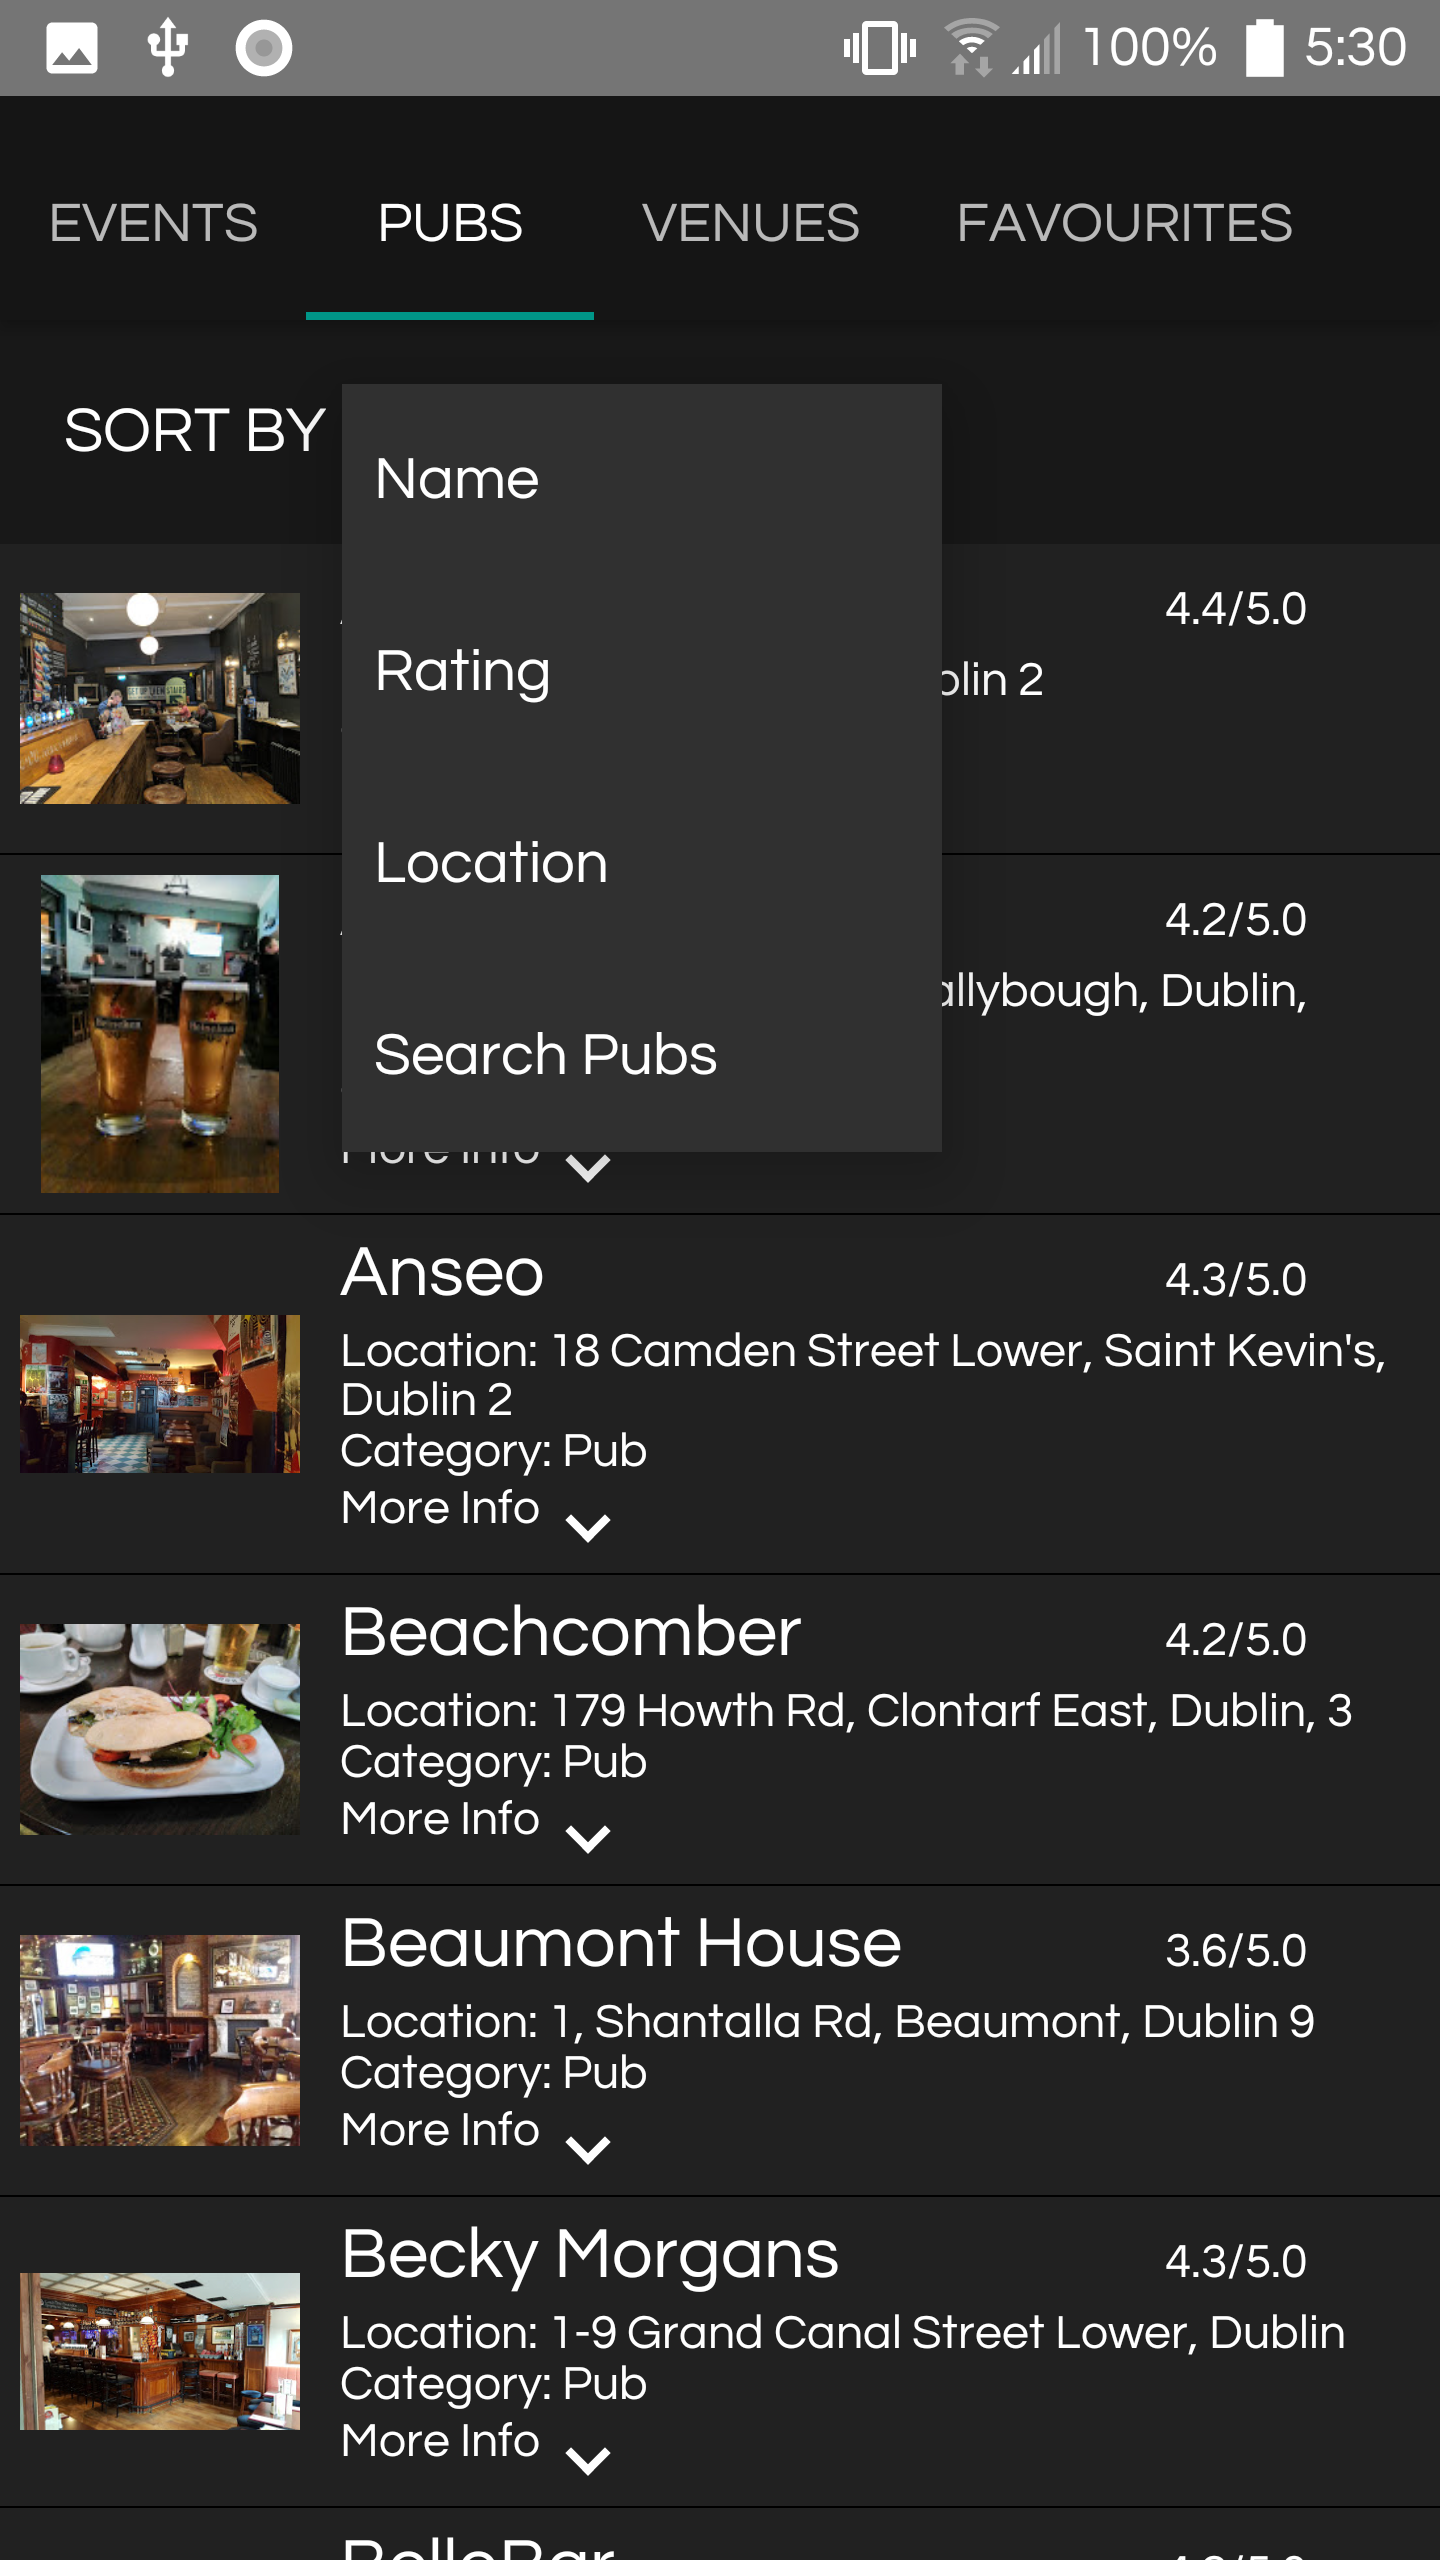 100% 5:30
EVENTS PUBS VENUES FAVOURITES
SORT BY
Name
Rating
Location
Search Pubs
4.4/5.0
lin 2
4.2/5.0
allybough, Dublin,
More Info
Anseo 4.3/5.0
Location: 18 Camden Street Lower, Saint Kevin's,
Dublin 2
Category: Pub
More Info
Beachcomber 4.2/5.0
Location: 179 Howth Rd, Clontarf East, Dublin, 3
Category: Pub
More Info
Beaumont House 3.6/5.0
Location: 1, Shantalla Rd, Beaumont, Dublin 9
Category: Pub
More Info
Becky Morgans 4.3/5.0
Location: 1-9 Grand Canal Street Lower, Dublin
Category: Pub
More Info